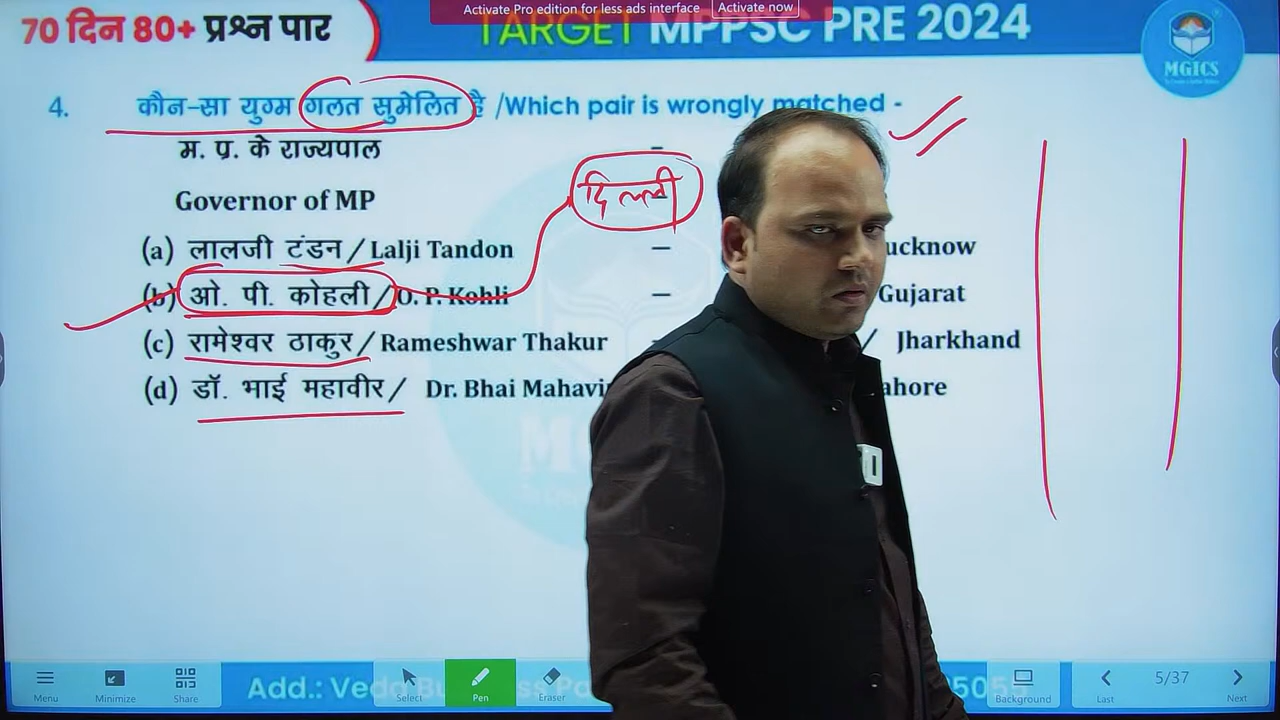 Activate Pro edition for less ads interface Activate now
70 दिन 80+ प्रश्न पार
TARGET MPPSC PRE 2024
MGICS
4. कौन-सा युग्म गलत सुमेलित है /Which pair is wrongly matched -
म. प्र. के राज्यपाल -
दिल्ली
Governor of MP
(a) लालजी टंडन/Lalji Tandon - ucknow
(b) ओ. पी. कोहली/O. P. Kohli - Gujarat
(c) रामेश्वर ठाकुर/Rameshwar Thakur / Jharkhand
(d) डॉ. भाई महावीर/ Dr. Bhai Mahavir ahore
Menu Minimize Share Select Pen Eraser Background Last 5/37 Next
Add.: